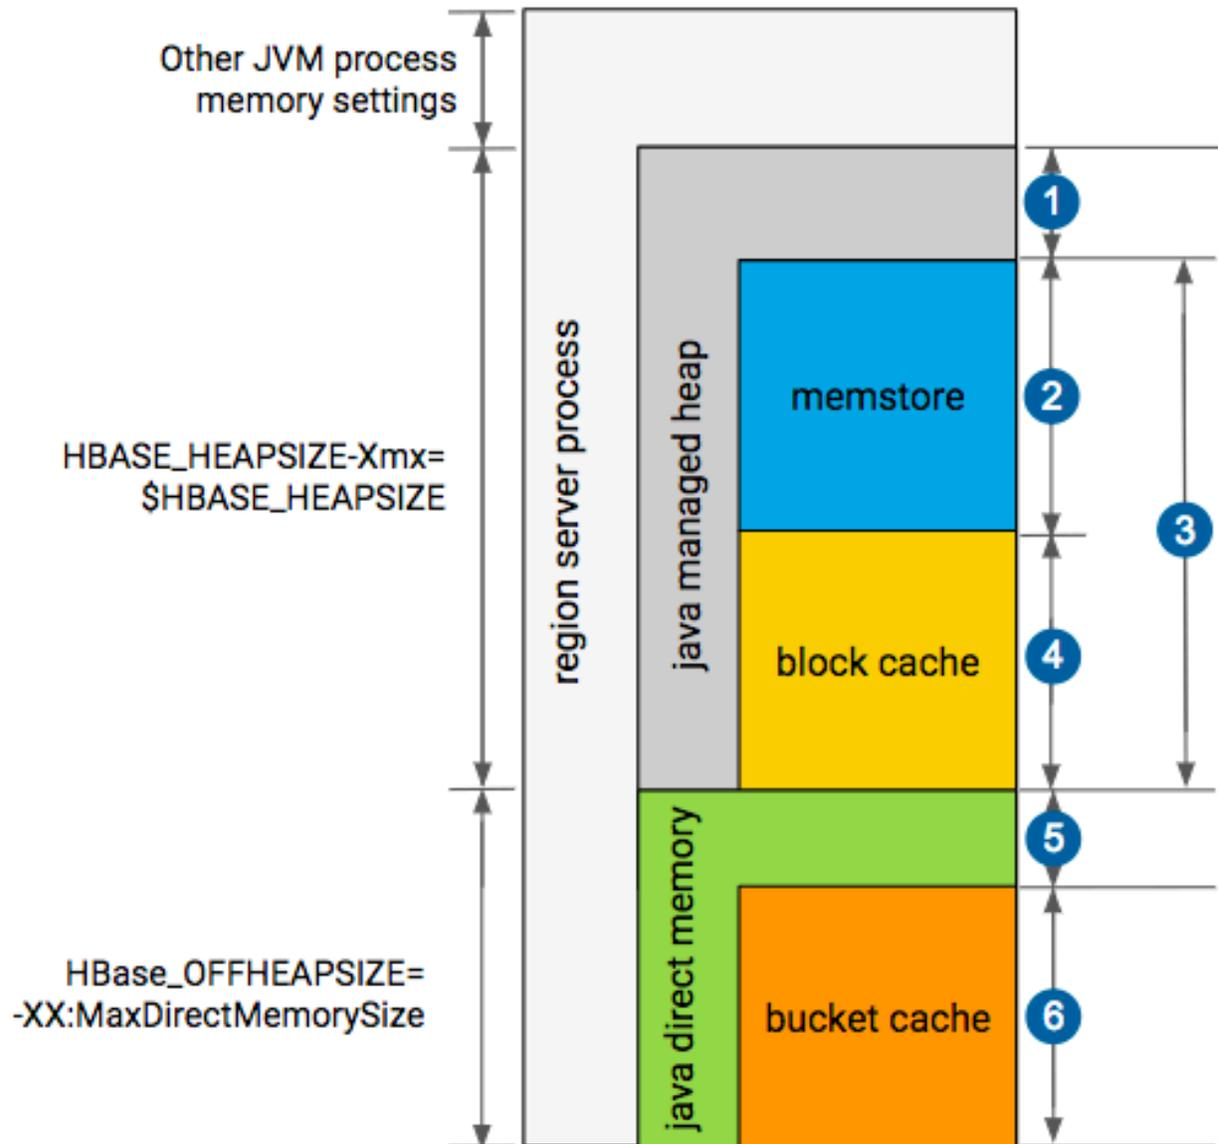 Other JVM process
memory settings
HBASE_HEAPSIZE-Xmx=
$HBASE_HEAPSIZE
HBase_OFFHEAPSIZE=
-XX:MaxDirectMemorySize
region server process
java managed heap
java direct memory
memstore
block cache
bucket cache
1
2
3
4
5
6